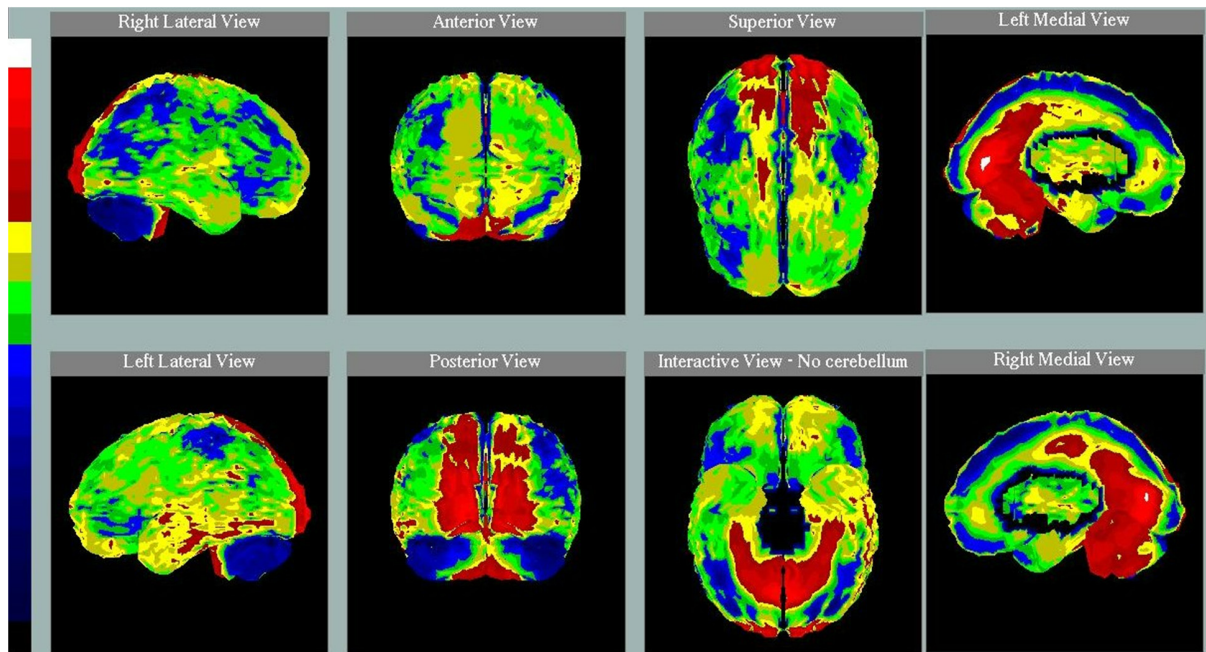 Right Lateral View
Anterior View
Superior View
Left Medial View
Left Lateral View
Posterior View
Interactive View - No cerebellum
Right Medial View